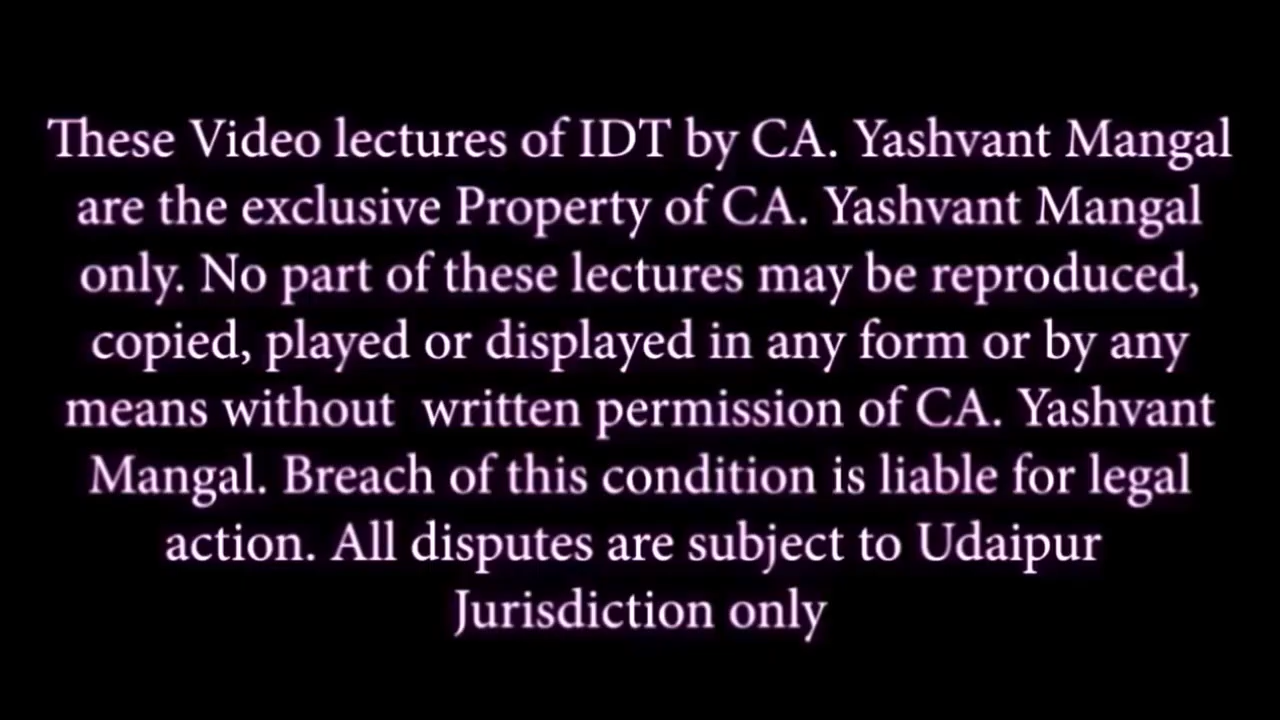 These Video lectures of IDT by CA. Yashvant Mangal
are the exclusive Property of CA. Yashvant Mangal
only. No part of these lectures may be reproduced,
copied, played or displayed in any form or by any
means without  written permission of CA. Yashvant
Mangal. Breach of this condition is liable for legal
action. All disputes are subject to Udaipur
Jurisdiction only